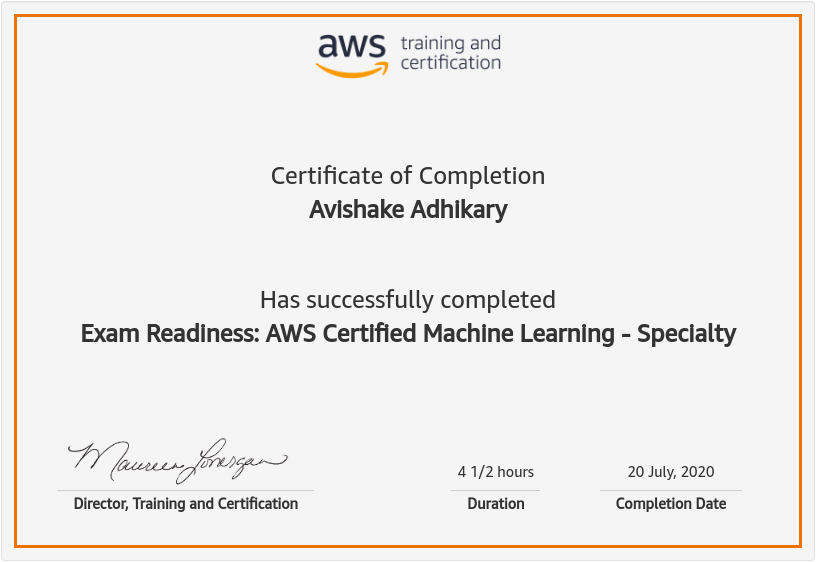 aws training and
certification
Certificate of Completion
Avishake Adhikary
Has successfully completed
Exam Readiness: AWS Certified Machine Learning - Specialty
Maureen Lonergan
4 1/2 hours
20 July, 2020
Director, Training and Certification
Duration
Completion Date